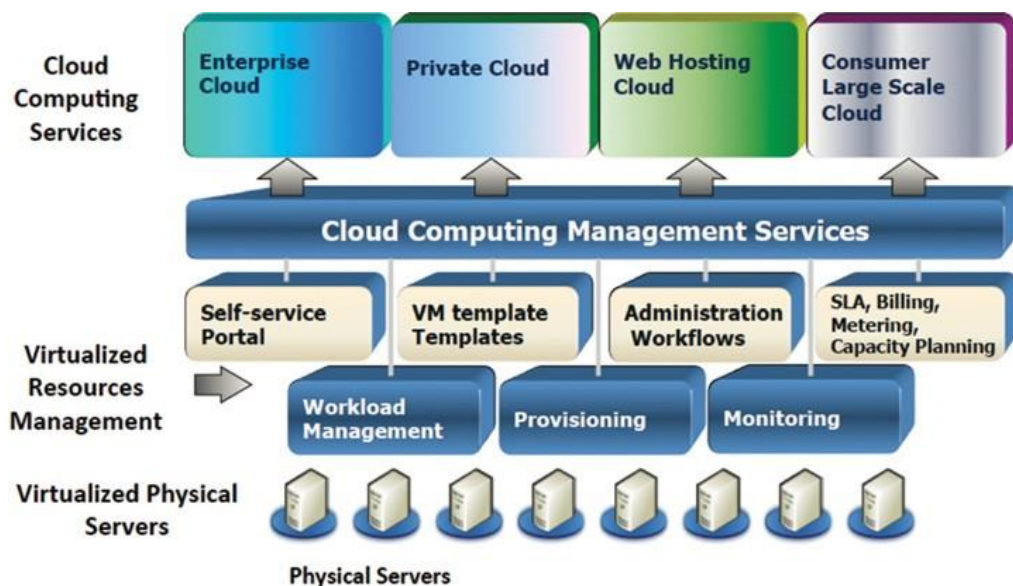 Cloud
Computing
Services
Enterprise
Cloud
Private Cloud
Web Hosting
Cloud
Consumer
Large Scale
Cloud
Cloud Computing Management Services
Self-service
Portal
VM template
Templates
Administration
Workflows
SLA, Billing,
Metering,
Capacity Planning
Virtualized
Resources
Management
Workload
Management
Provisioning
Monitoring
Virtualized Physical
Servers
Physical Servers